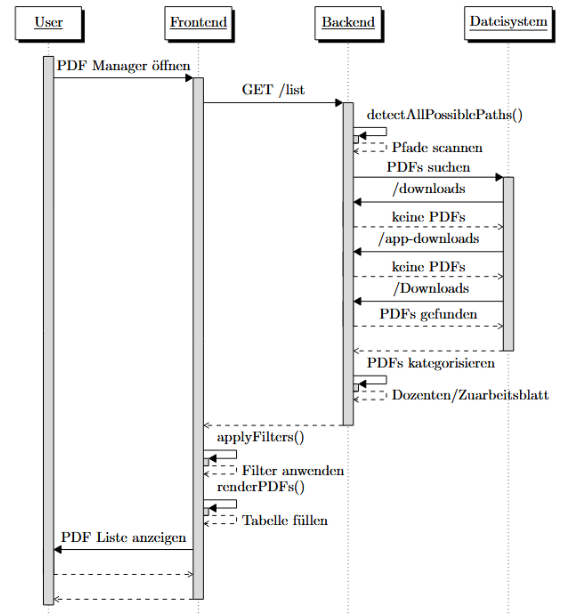 User
Frontend
Backend
Dateisystem
PDF Manager öffnen
GET /list
detectAllPossiblePaths()
Pfade scannen
PDFs suchen
/downloads
keine PDFs
/app-downloads
keine PDFs
/Downloads
PDFs gefunden
PDFs kategorisieren
Dozenten/Zuarbeitsblatt
applyFilters()
Filter anwenden
renderPDFs()
Tabelle füllen
PDF Liste anzeigen